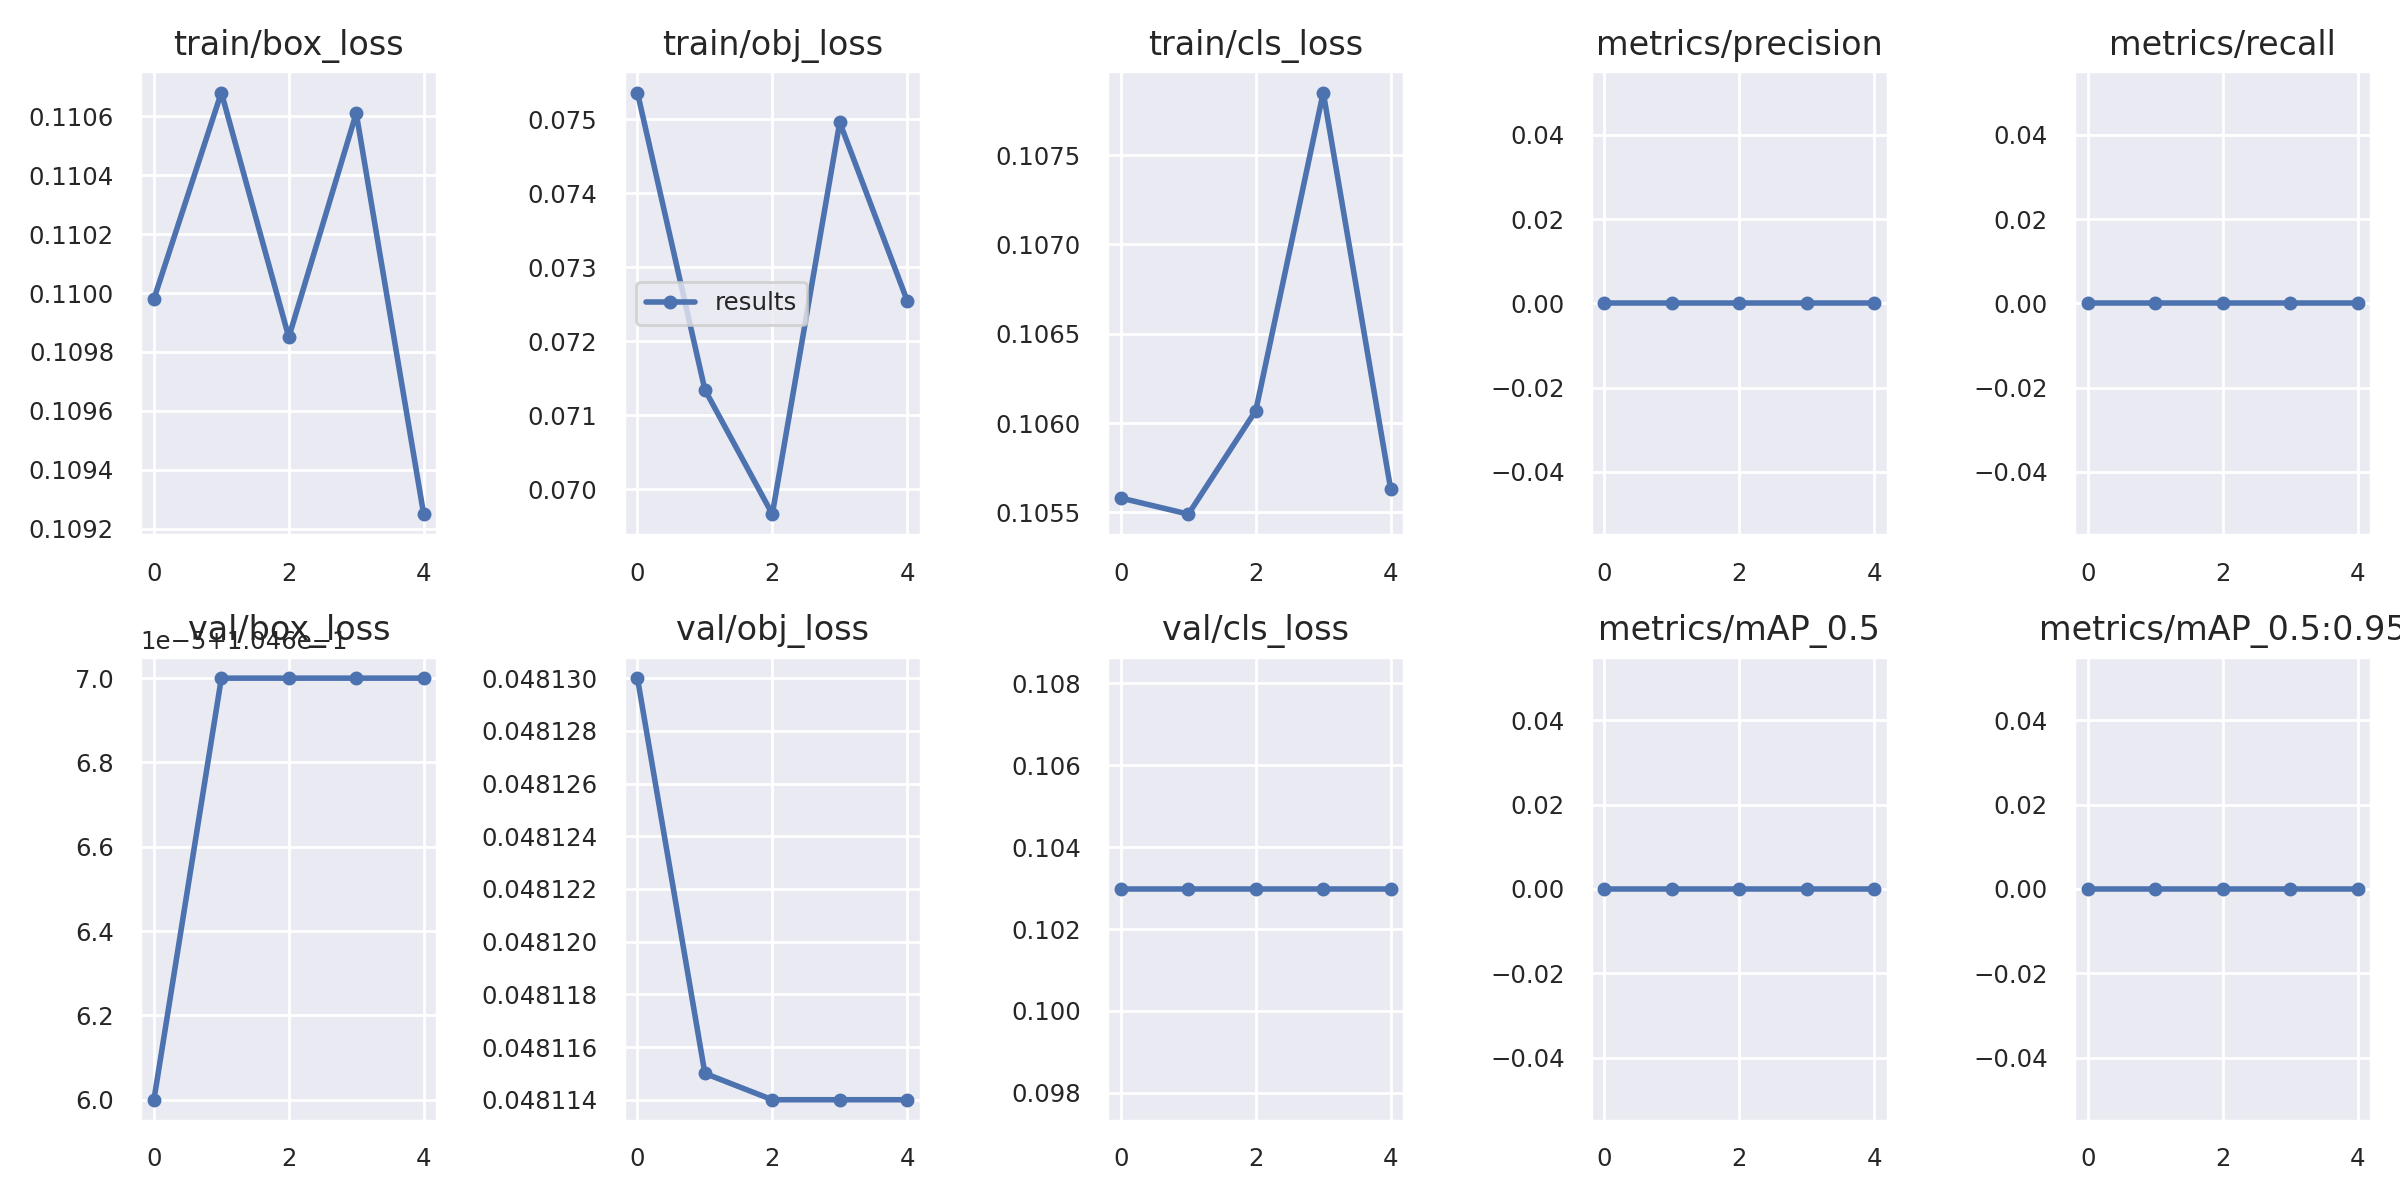 train/box_loss
0.1106
0.1104
0.1102
0.1100
0.1098
0.1096
0.1094
0.1092
0 2 4
train/obj_loss
0.075
0.074
0.073
0.072
0.071
0.070
results
0 2 4
train/cls_loss
0.1075
0.1070
0.1065
0.1060
0.1055
0 2 4
metrics/precision
0.04
0.02
0.00
−0.02
−0.04
0 2 4
metrics/recall
0.04
0.02
0.00
−0.02
−0.04
0 2 4
val/box_loss
1e−5+1.046e−1
7.0
6.8
6.6
6.4
6.2
6.0
0 2 4
val/obj_loss
0.048130
0.048128
0.048126
0.048124
0.048122
0.048120
0.048118
0.048116
0.048114
0 2 4
val/cls_loss
0.108
0.106
0.104
0.102
0.100
0.098
0 2 4
metrics/mAP_0.5
0.04
0.02
0.00
−0.02
−0.04
0 2 4
metrics/mAP_0.5:0.95
0.04
0.02
0.00
−0.02
−0.04
0 2 4